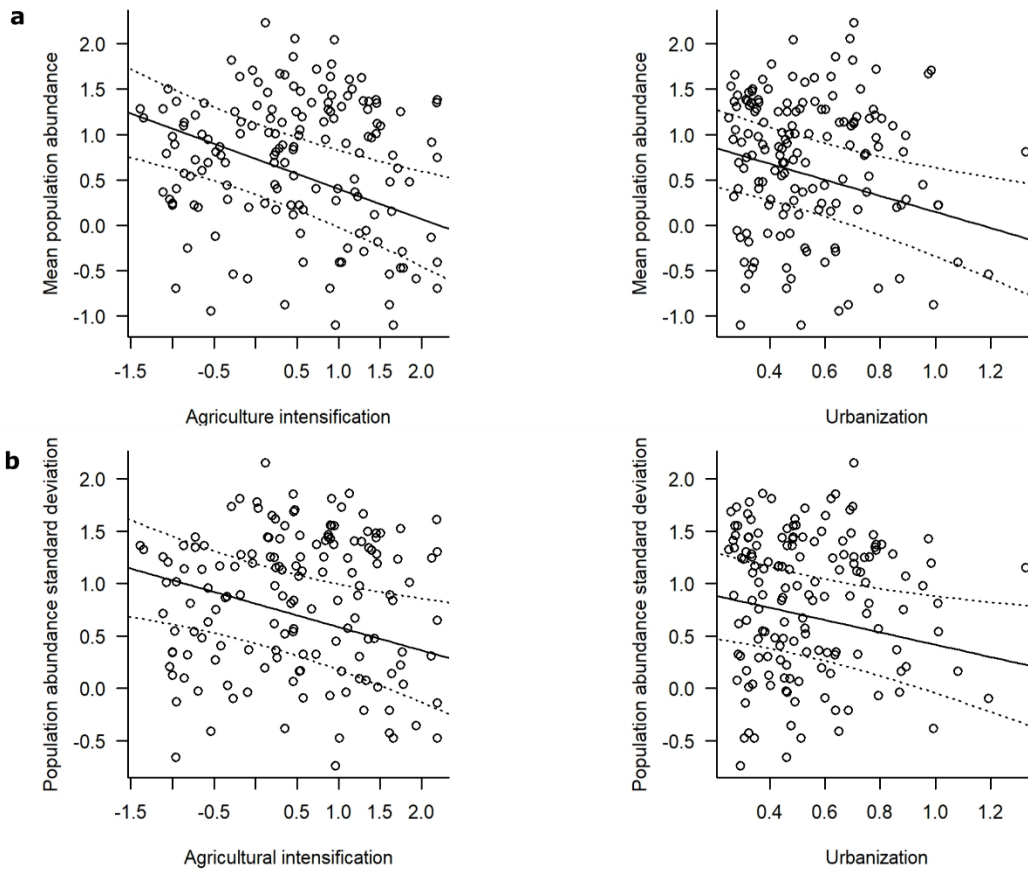 a
Mean population abundance
2.0
1.5
1.0
0.5
0.0
-0.5
-1.0
-1.5 -0.5 0.5 1.0 1.5 2.0
Agriculture intensification
Mean population abundance
2.0
1.5
1.0
0.5
0.0
-0.5
-1.0
0.4 0.6 0.8 1.0 1.2
Urbanization
b
Population abundance standard deviation
2.0
1.5
1.0
0.5
0.0
-0.5
-1.5 -0.5 0.5 1.0 1.5 2.0
Agricultural intensification
Population abundance standard deviation
2.0
1.5
1.0
0.5
0.0
-0.5
0.4 0.6 0.8 1.0 1.2
Urbanization